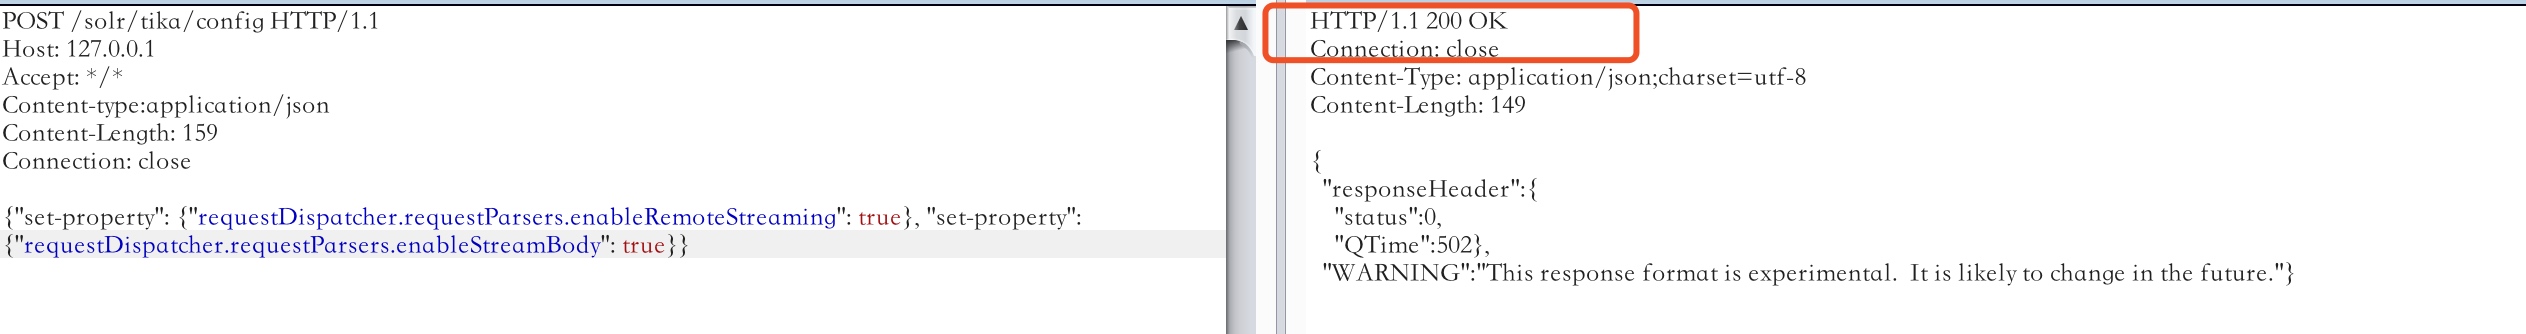 POST /solr/tika/config HTTP/1.1
Host: 127.0.0.1
Accept: */*
Content-type:application/json
Content-Length: 159
Connection: close
{"set-property": {"requestDispatcher.requestParsers.enableRemoteStreaming": true}, "set-property":
{"requestDispatcher.requestParsers.enableStreamBody": true}}
HTTP/1.1 200 OK
Connection: close
Content-Type: application/json;charset=utf-8
Content-Length: 149
{
"responseHeader":{
"status":0,
"QTime":502},
"WARNING":"This response format is experimental.  It is likely to change in the future."}